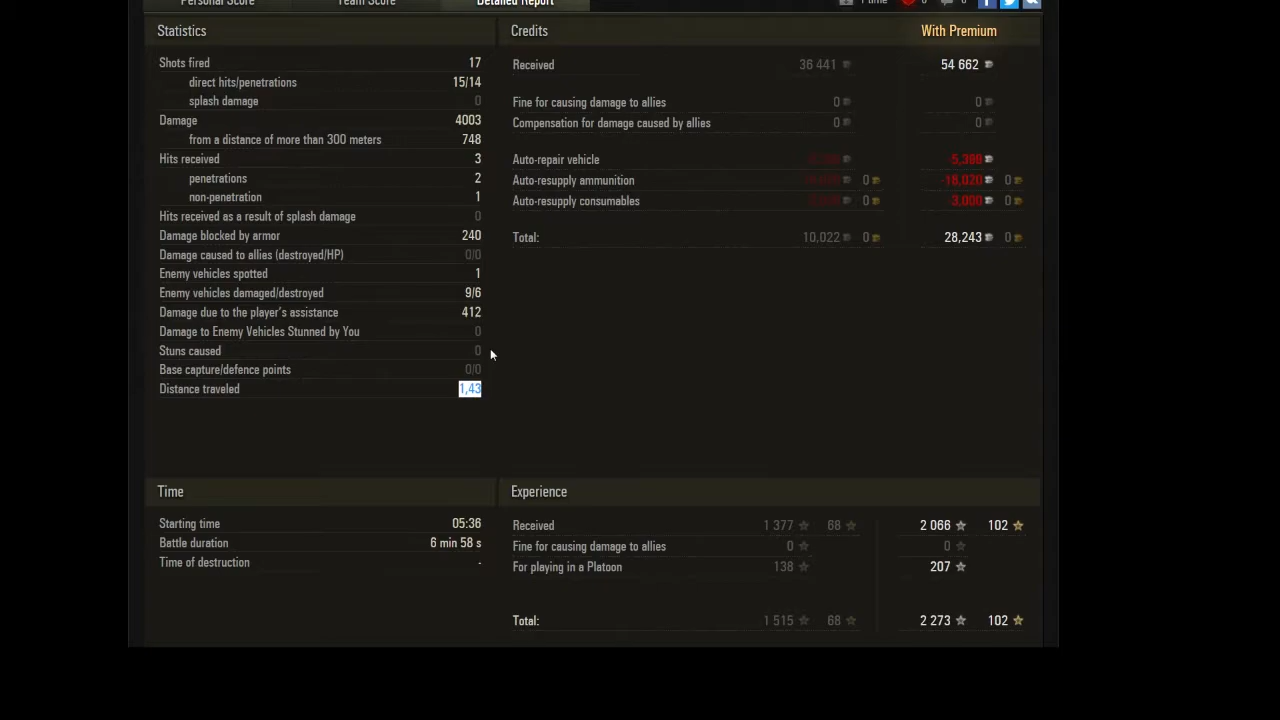 Personal Score Team Score Detailed Report 1 time 0 0
Statistics
Shots fired 17
direct hits/penetrations 15/14
splash damage 0
Damage 4003
from a distance of more than 300 meters 748
Hits received 3
penetrations 2
non-penetration 1
Hits received as a result of splash damage 0
Damage blocked by armor 240
Damage caused to allies (destroyed/HP) 0/0
Enemy vehicles spotted 1
Enemy vehicles damaged/destroyed 9/6
Damage due to the player's assistance 412
Damage to Enemy Vehicles Stunned by You 0
Stuns caused 0
Base capture/defence points 0/0
Distance traveled 1,43
Credits With Premium
Received 36 441 54 662
Fine for causing damage to allies 0 0
Compensation for damage caused by allies 0 0
Auto-repair vehicle
Auto-resupply ammunition 0 -18,020 0
Auto-resupply consumables 0 -3,000 0
Total: 10,022 0 28,243 0
Time
Starting time 05:36
Battle duration 6 min 58 s
Time of destruction -
Experience
Received 1 377 68 2 066 102
Fine for causing damage to allies 0 0
For playing in a Platoon 138 207
Total: 1 515 68 2 273 102